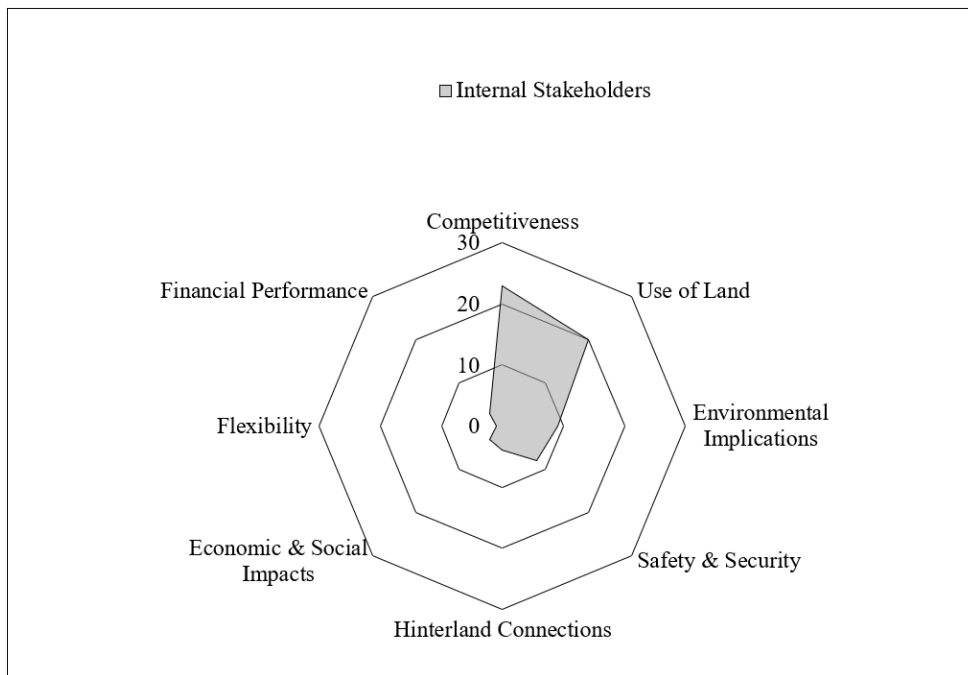 Internal Stakeholders
Competitiveness
30
Financial Performance
Use of Land
20
10
Flexibility
0
Environmental
Implications
Economic & Social
Impacts
Safety & Security
Hinterland Connections